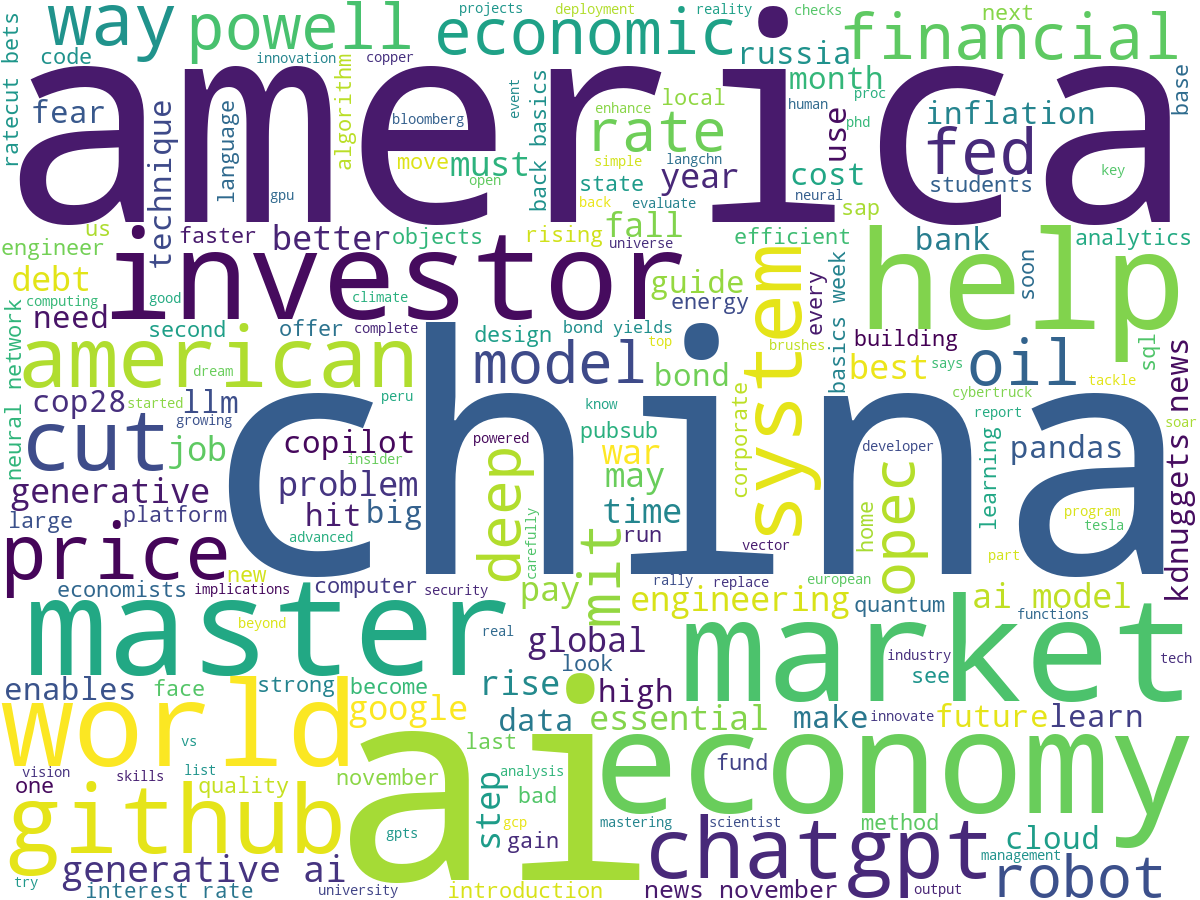 ratecut bets
way
code
powell
innovation
projects
economic
deployment
copper
reality
russia
checks
financial
next
america
fear
language
algorithm
bloomberg
event
back basics
enhance
local
month
human
proc
inflation
base
technique
gpu
move
must
open
rate
simple
langchn
state
year
back
evaluate
use
cost
neural
phd
fed
students
key
sap
us
engineer
faster
better
objects
rising
fall
universe
efficient
bank
analytics
debt
computing
need
good
investor
climate
guide
energy
every
basics week
help
soon
sql
neural network
second
offer
complete
design
bond yields
system
building
american
dream
model
top
bond
brushes
best
says
oil
tackle
kdnuggets news
cop28
started
llm
growing
peru
china
know
corporate
cybertruck
report
soar
cut
job
copilot
insider
powered
pubsub
war
developer
opec
learning
pandas
generative
problem
deep
may
home
program
large
platform
hit
big
time
tesla
price
advanced
carefully
mit
run
vector
part
economists
new
implications
computer
security
pay
rally
replace
european
engineering
quantum
ai model
functions
master
beyond
real
global
market
industry
tech
enables
face
strong
become
look
rise
high
see
world
google
data
essential
make
innovate
future
learn
vs
ai
last
economy
vision
skills
list
november
analysis
fund
one
quality
step
bad
github
gpts
gcp
gain
mastering
scientist
method
cloud
generative ai
chatgpt
management
try
interest rate
university
introduction
news november
output
robot